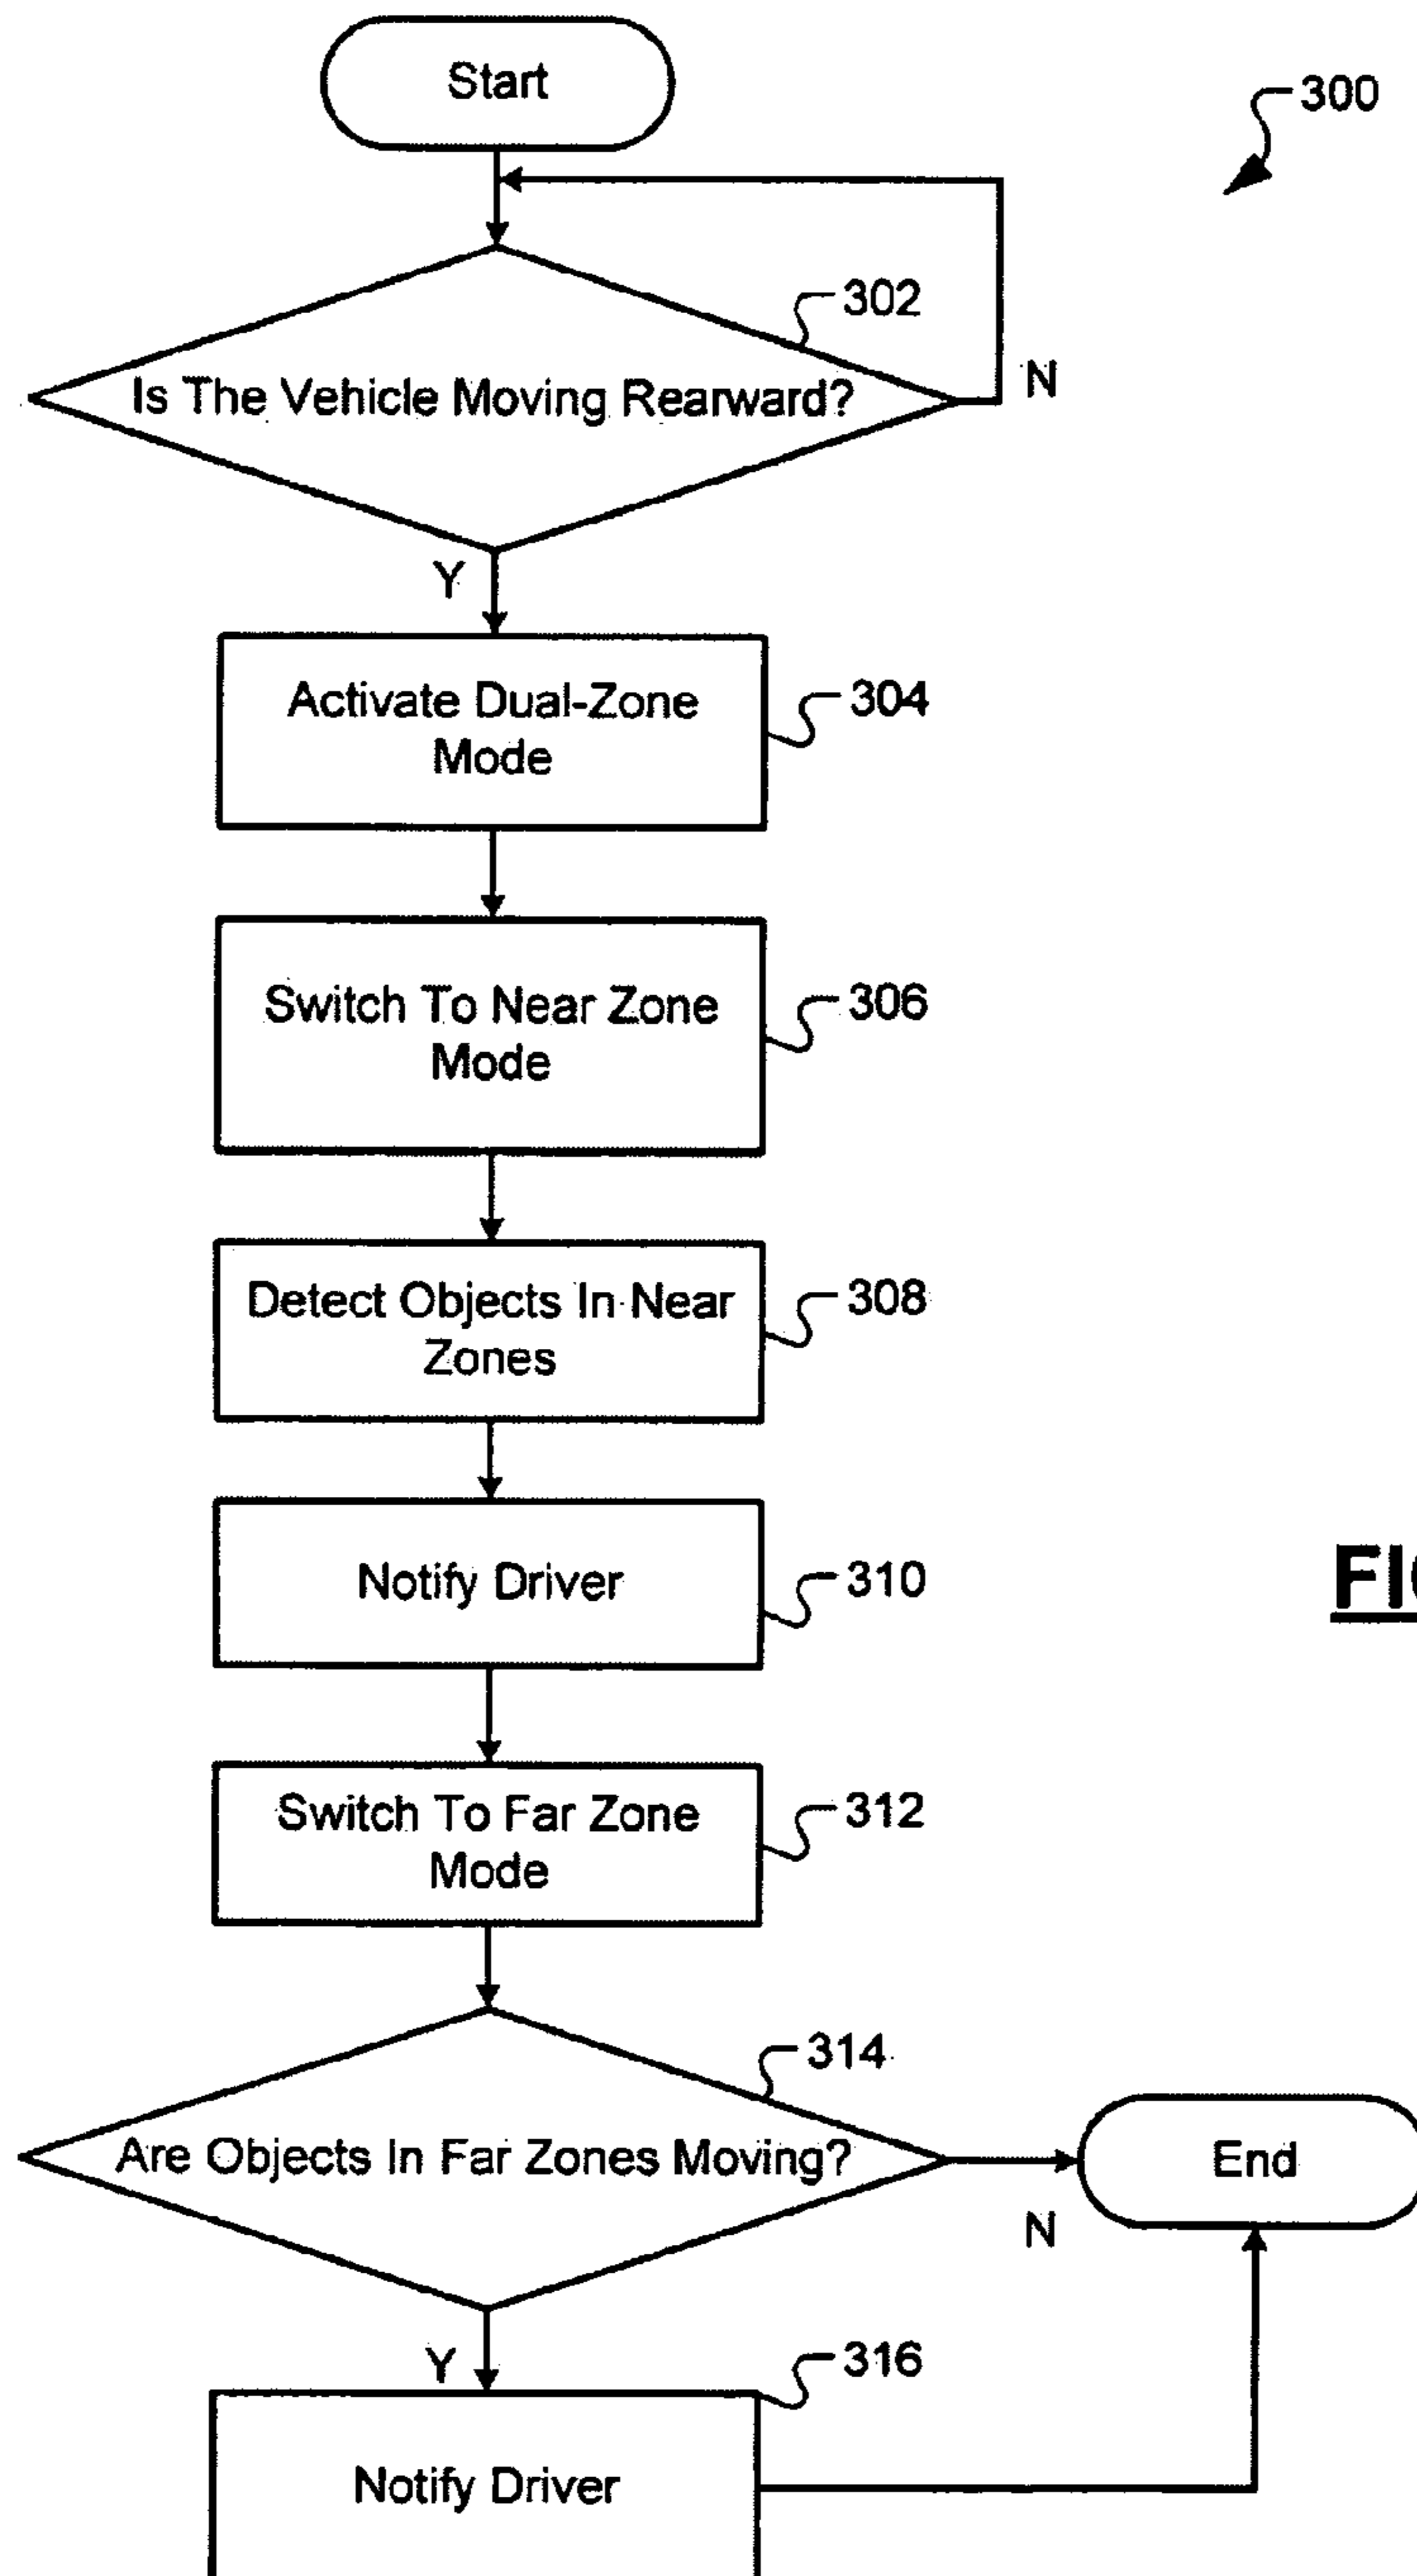 Start
300
302
Is The Vehicle Moving Rearward?
N
Y
Activate Dual-Zone
Mode
304
Switch To Near Zone
Mode
306
Detect Objects In Near
Zones
308
Notify Driver
310
Switch To Far Zone
Mode
312
314
Are Objects In Far Zones Moving?
End
N
Y
316
Notify Driver